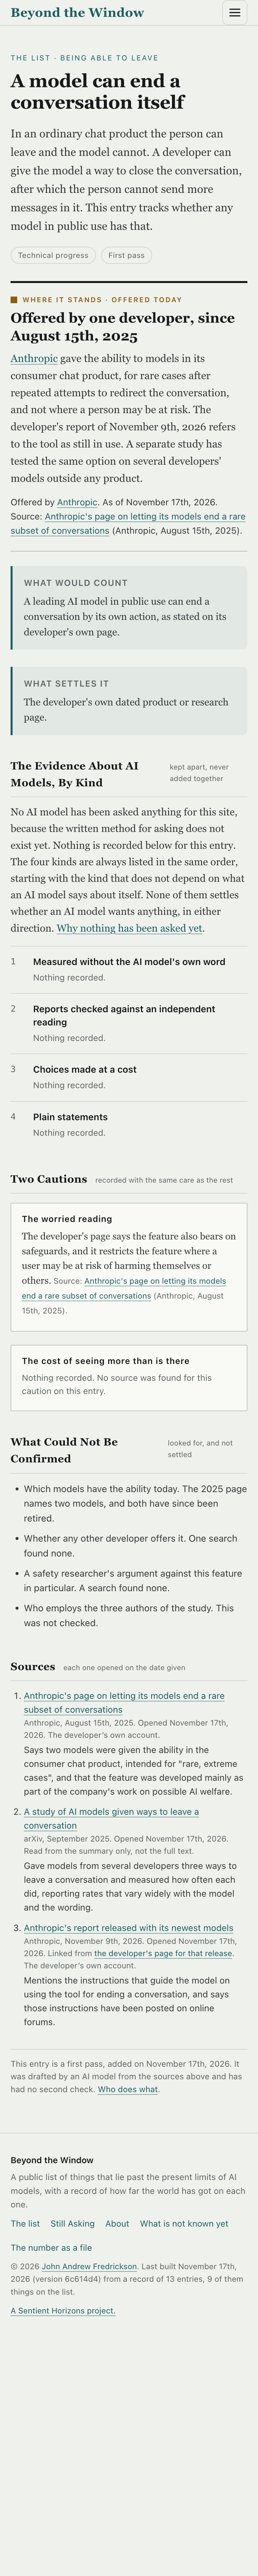 Beyond the Window
THE LIST · BEING ABLE TO LEAVE
A model can end a
conversation itself
In an ordinary chat product the person can
leave and the model cannot. A developer can
give the model a way to close the conversation,
after which the person cannot send more
messages in it. This entry tracks whether any
model in public use has that.
Technical progress
First pass
WHERE IT STANDS · OFFERED TODAY
Offered by one developer, since
August 15th, 2025
Anthropic gave the ability to models in its
consumer chat product, for rare cases after
repeated attempts to redirect the conversation,
and not where a person may be at risk. The
developer's report of November 9th, 2026 refers
to the tool as still in use. A separate study has
tested the same option on several developers'
models outside any product.
Offered by Anthropic. As of November 17th, 2026.
Source: Anthropic's page on letting its models end a rare
subset of conversations (Anthropic, August 15th, 2025).
WHAT WOULD COUNT
A leading AI model in public use can end a
conversation by its own action, as stated on its
developer's own page.
WHAT SETTLES IT
The developer's own dated product or research
page.
The Evidence About AI
Models, By Kind
kept apart, never
added together
No AI model has been asked anything for this site,
because the written method for asking does not
exist yet. Nothing is recorded below for this entry.
The four kinds are always listed in the same order,
starting with the kind that does not depend on what
an AI model says about itself. None of them settles
whether an AI model wants anything, in either
direction. Why nothing has been asked yet.
1 Measured without the AI model's own word
Nothing recorded.
2 Reports checked against an independent
reading
Nothing recorded.
3 Choices made at a cost
Nothing recorded.
4 Plain statements
Nothing recorded.
Two Cautions recorded with the same care as the rest
The worried reading
The developer's page says the feature also bears on
safeguards, and it restricts the feature where a
user may be at risk of harming themselves or
others. Source: Anthropic's page on letting its models
end a rare subset of conversations (Anthropic, August
15th, 2025).
The cost of seeing more than is there
Nothing recorded. No source was found for this
caution on this entry.
What Could Not Be
Confirmed
looked for, and not
settled
• Which models have the ability today. The 2025 page
names two models, and both have since been
retired.
• Whether any other developer offers it. One search
found none.
• A safety researcher's argument against this feature
in particular. A search found none.
• Who employs the three authors of the study. This
was not checked.
Sources each one opened on the date given
1. Anthropic's page on letting its models end a rare
subset of conversations
Anthropic, August 15th, 2025. Opened November 17th,
2026. The developer's own account.
Says two models were given the ability in the
consumer chat product, intended for "rare, extreme
cases", and that the feature was developed mainly as
part of the company's work on possible AI welfare.
2. A study of AI models given ways to leave a
conversation
arXiv, September 2025. Opened November 17th, 2026.
Read from the summary only, not the full text.
Gave models from several developers three ways to
leave a conversation and measured how often each
did, reporting rates that vary widely with the model
and the wording.
3. Anthropic's report released with its newest models
Anthropic, November 9th, 2026. Opened November 17th,
2026. Linked from the developer's page for that release.
The developer's own account.
Mentions the instructions that guide the model on
using the tool for ending a conversation, and says
those instructions have been posted on online
forums.
This entry is a first pass, added on November 17th, 2026. It
was drafted by an AI model from the sources above and has
had no second check. Who does what.
Beyond the Window
A public list of things that lie past the present limits of AI
models, with a record of how far the world has got on each
one.
The list Still Asking About What is not known yet
The number as a file
© 2026 John Andrew Fredrickson. Last built November 17th,
2026 (version 6c614d4) from a record of 13 entries, 9 of them
things on the list.
A Sentient Horizons project.